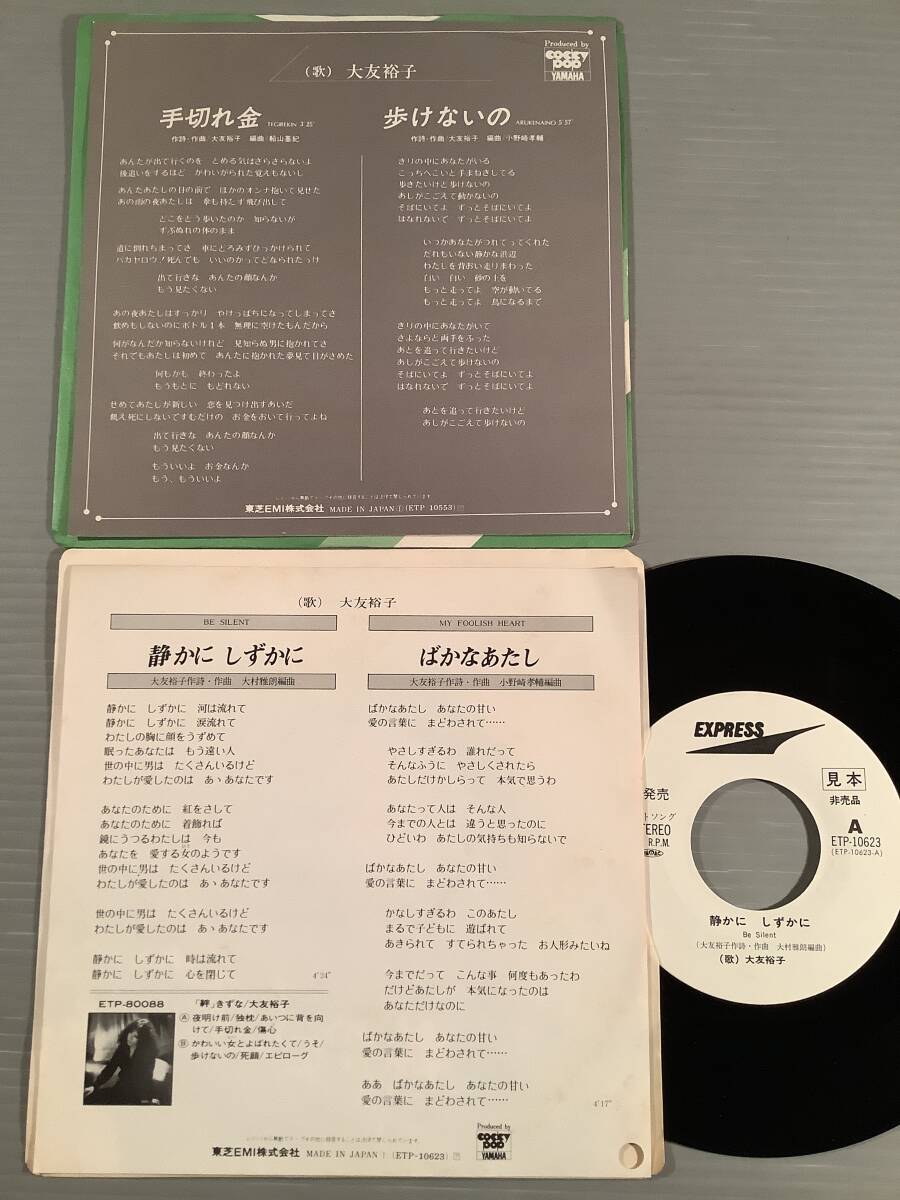 Produced by
COCKY
POP
YAMAHA
（歌） 大友裕子
手切れ金
TEGIREKIN 3'25"
作詩・作曲／大友裕子　編曲／船山基紀
あんたが出て行くのを　とめる気はさらさらないよ
後追いをするほど　かわいがられた覚えもないし
あんたあたしの目の前で　ほかのオンナ抱いて見せた
あの雨の夜あたしは　傘も持たず飛び出して
どこをどう歩いたのか　知らないが
ずぶぬれの体のまま
道に倒れちまってさ　車にどろみずひっかけられて
バカヤロウ！死んでも　いいのかってどなられたっけ
出て行きな　あんたの顔なんか
もう見たくない
あの夜あたしはすっかり　やけっぱちになってしまってさ
飲めもしないのにボトル1本　無理に空けたもんだから
何がなんだか知らないけれど　見知らぬ男に抱かれてさ
それでもあたしは初めて　あんたに抱かれた夢見て目がさめた
何もかも　終わったよ
もうもとに　もどれない
せめてあたしが新しい　恋を見つけ出すあいだ
餓え死にしないですむだけの　お金をおいて行ってよね
出て行きな　あんたの顔なんか
もう見たくない
もういいよ　お金なんか
もう、もういいよ
歩けないの
ARUKENAINO 5'57"
作詩・作曲／大友裕子　編曲／小野崎孝輔
きりの中にあなたがいる
こっちへこいと手まねきしてる
歩きたいけど歩けないの
あしがこごえて動かないの
そばにいてよ　ずっとそばにいてよ
はなれないで　ずっとそばにいてよ
いつかあなたがつれてってくれた
だれもいない静かな浜辺
わたしを背おい走りまわった
白い　白い　砂の上を
もっと走ってよ　空が動いてる
もっと走ってよ　鳥になるまで
きりの中にあなたがいて
さよならと両手をふった
あとを追って行きたいけど
あしがこごえて歩けないの
そばにいてよ　ずっとそばにいてよ
はなれないで　ずっとそばにいてよ
あとを追って行きたいけど
あしがこごえて歩けないの
東芝EMI株式会社 MADE IN JAPAN (ETP 10553)
（歌） 大友裕子
BE SILENT
静かに しずかに
大友裕子作詩・作曲　大村雅朗編曲
静かに　しずかに　河は流れて
静かに　しずかに　涙流れて
わたしの胸に顔をうずめて
眠ったあなたは　もう遠い人
世の中に男は　たくさんいるけど
わたしが愛したのは　あゝあなたです
あなたのために　紅をさして
あなたのために　着飾れば
鏡にうつるわたしは　今も
あなたを　愛する女のようです
世の中に男は　たくさんいるけど
わたしが愛したのは　あゝあなたです
世の中に男は　たくさんいるけど
わたしが愛したのは　あゝあなたです
静かに　しずかに　時は流れて
静かに　しずかに　心を閉じて
4'24"
ETP-80088　「絆」きずな/大友裕子
Ⓐ夜明け前/独枕/あいつに背を向
けて/手切れ金/傷心
Ⓑかわいい女とよばれたくて/うそ/
歩けないの/死顔/エピローグ
MY FOOLISH HEART
ばかなあたし
大友裕子作詩・作曲　小野崎孝輔編曲
ばかなあたし　あなたの甘い
愛の言葉に　まどわされて……
やさしすぎるわ　誰れだって
そんなふうに　やさしくされたら
あたしだけかしらって　本気で思うわ
あなたって人は　そんな人
今までの人とは　違うと思ったのに
ひどいわ　あたしの気持ちも知らないで
ばかなあたし　あなたの甘い
愛の言葉に　まどわされて……
かなしすぎるわ　このあたし
まるで子どもに　遊ばれて
あきられて　すてられちゃった　お人形みたいね
今までだって　こんな事　何度もあったわ
だけどあたしが　本気になったのは
あなただけなのに
ばかなあたし　あなたの甘い
愛の言葉に　まどわされて……
ああ　ばかなあたし　あなたの甘い
愛の言葉に　まどわされて……
4'17"
Produced by
COCKY
POP
YAMAHA
東芝EMI株式会社 MADE IN JAPAN (ETP-10623)
EXPRESS
発売
トソング
TEREO
R.P.M.
見本
非売品
A
ETP-10623
(ETP-10623-A)
静かに　しずかに
Be Silent
（大友裕子作詩・作曲　大村雅朗編曲）
（歌）大友裕子